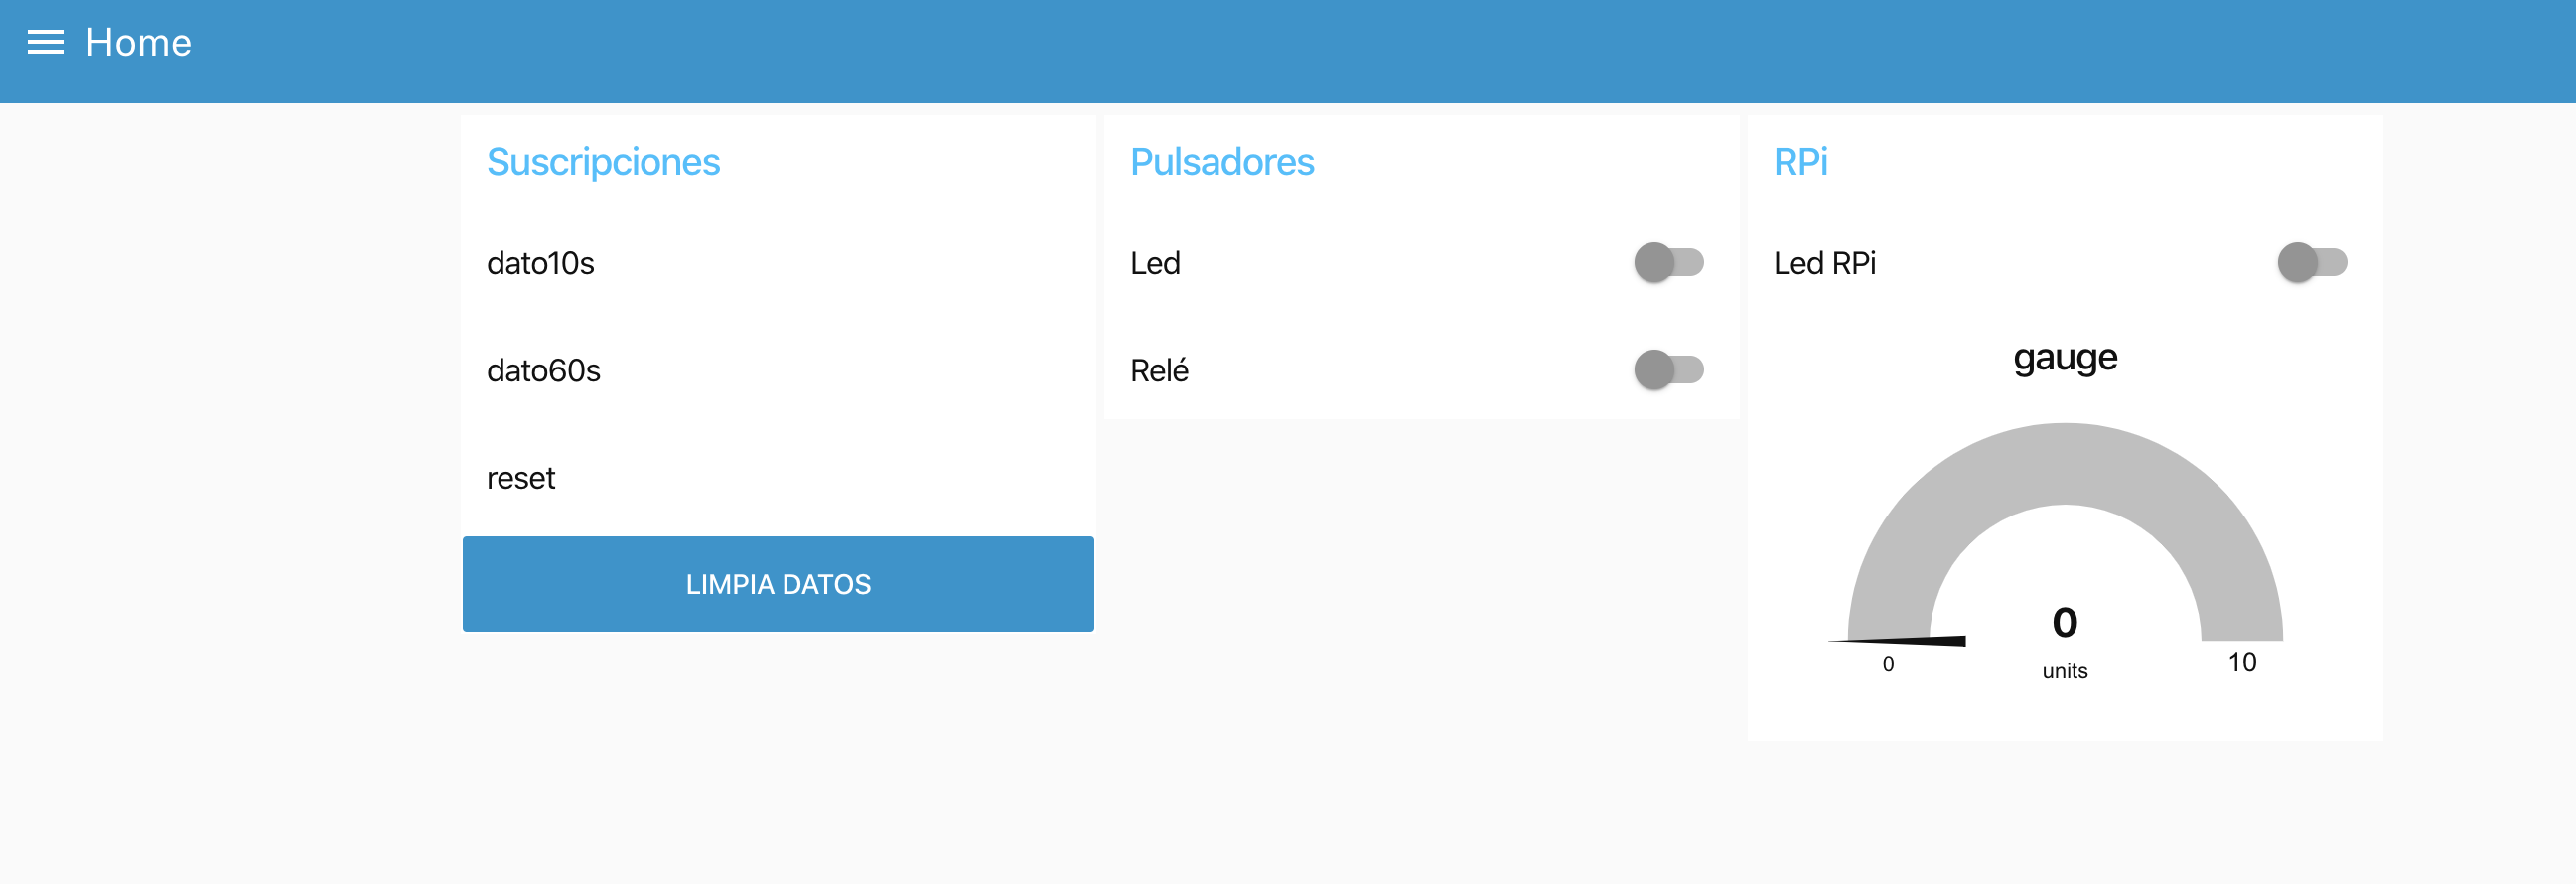 Home
Suscripciones
dato10s
dato60s
reset
LIMPIA DATOS
Pulsadores
Led
Relé
RPi
Led RPi
gauge
0
0
units
10